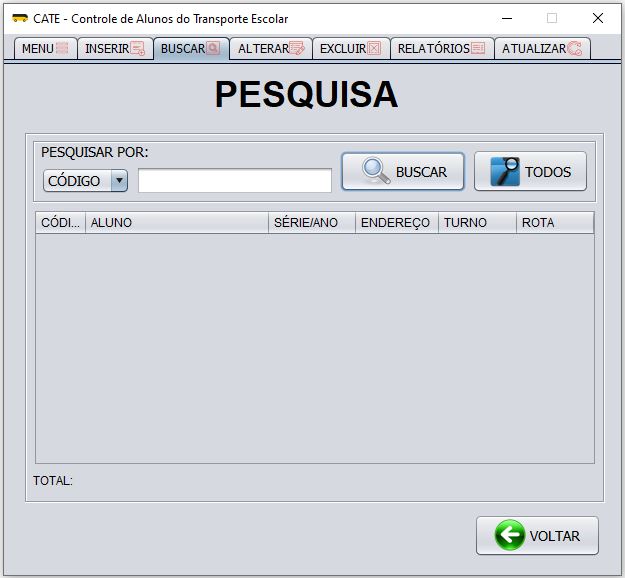 CATE - Controle de Alunos do Transporte Escolar
MENU INSERIR BUSCAR ALTERAR EXCLUIR RELATÓRIOS ATUALIZAR
PESQUISA
PESQUISAR POR:
CÓDIGO BUSCAR TODOS
CÓDI... ALUNO SÉRIE/ANO ENDEREÇO TURNO ROTA
TOTAL:
VOLTAR